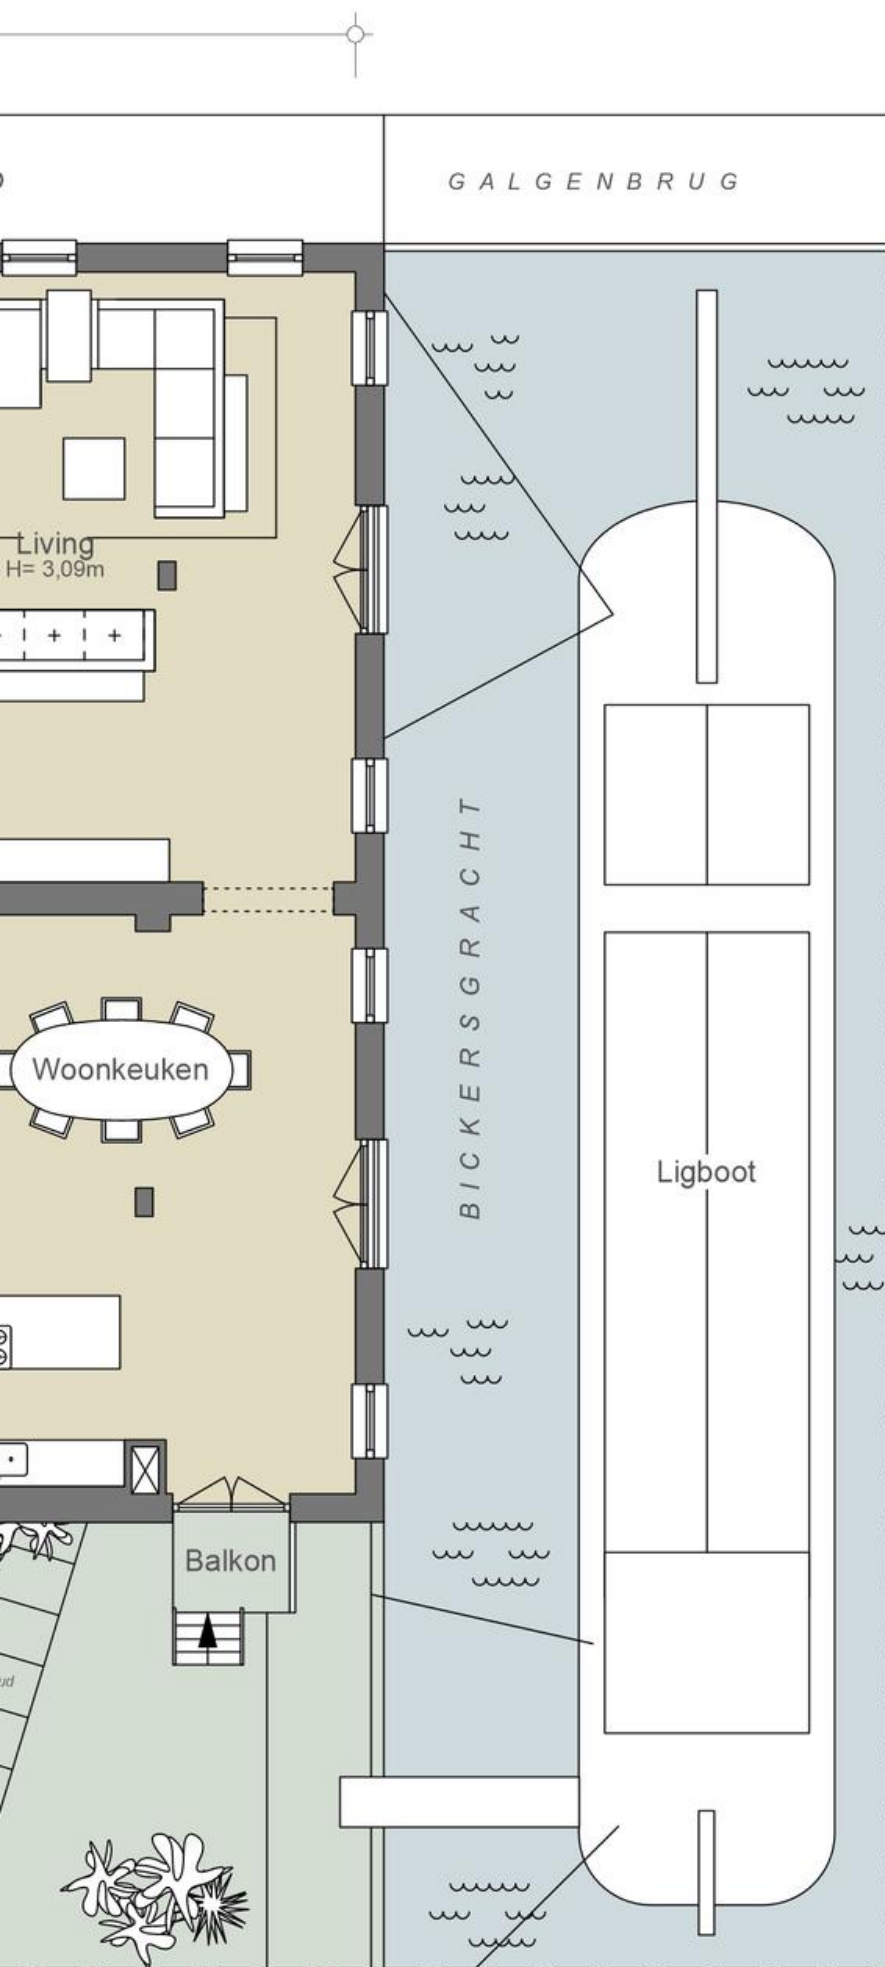 GALGENBRUG
Living
H= 3,09m
BICKERSGRACHT
Woonkeuken
Ligboot
Balkon